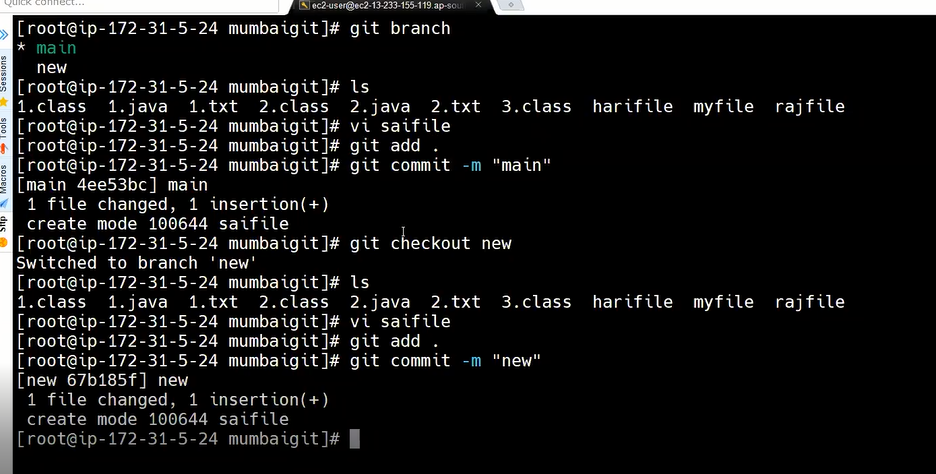 Quick connect...
ec2-user@ec2-13-233-155-119.ap-sou
[root@ip-172-31-5-24 mumbaigit]# git branch
* main
  new
[root@ip-172-31-5-24 mumbaigit]# ls
1.class  1.java  1.txt  2.class  2.java  2.txt  3.class  harifile  myfile  rajfile
[root@ip-172-31-5-24 mumbaigit]# vi saifile
[root@ip-172-31-5-24 mumbaigit]# git add .
[root@ip-172-31-5-24 mumbaigit]# git commit -m "main"
[main 4ee53bc] main
 1 file changed, 1 insertion(+)
 create mode 100644 saifile
[root@ip-172-31-5-24 mumbaigit]# git checkout new
Switched to branch 'new'
[root@ip-172-31-5-24 mumbaigit]# ls
1.class  1.java  1.txt  2.class  2.java  2.txt  3.class  harifile  myfile  rajfile
[root@ip-172-31-5-24 mumbaigit]# vi saifile
[root@ip-172-31-5-24 mumbaigit]# git add .
[root@ip-172-31-5-24 mumbaigit]# git commit -m "new"
[new 67b185f] new
 1 file changed, 1 insertion(+)
 create mode 100644 saifile
[root@ip-172-31-5-24 mumbaigit]#
Sessions
Tools
Macros
Sftp